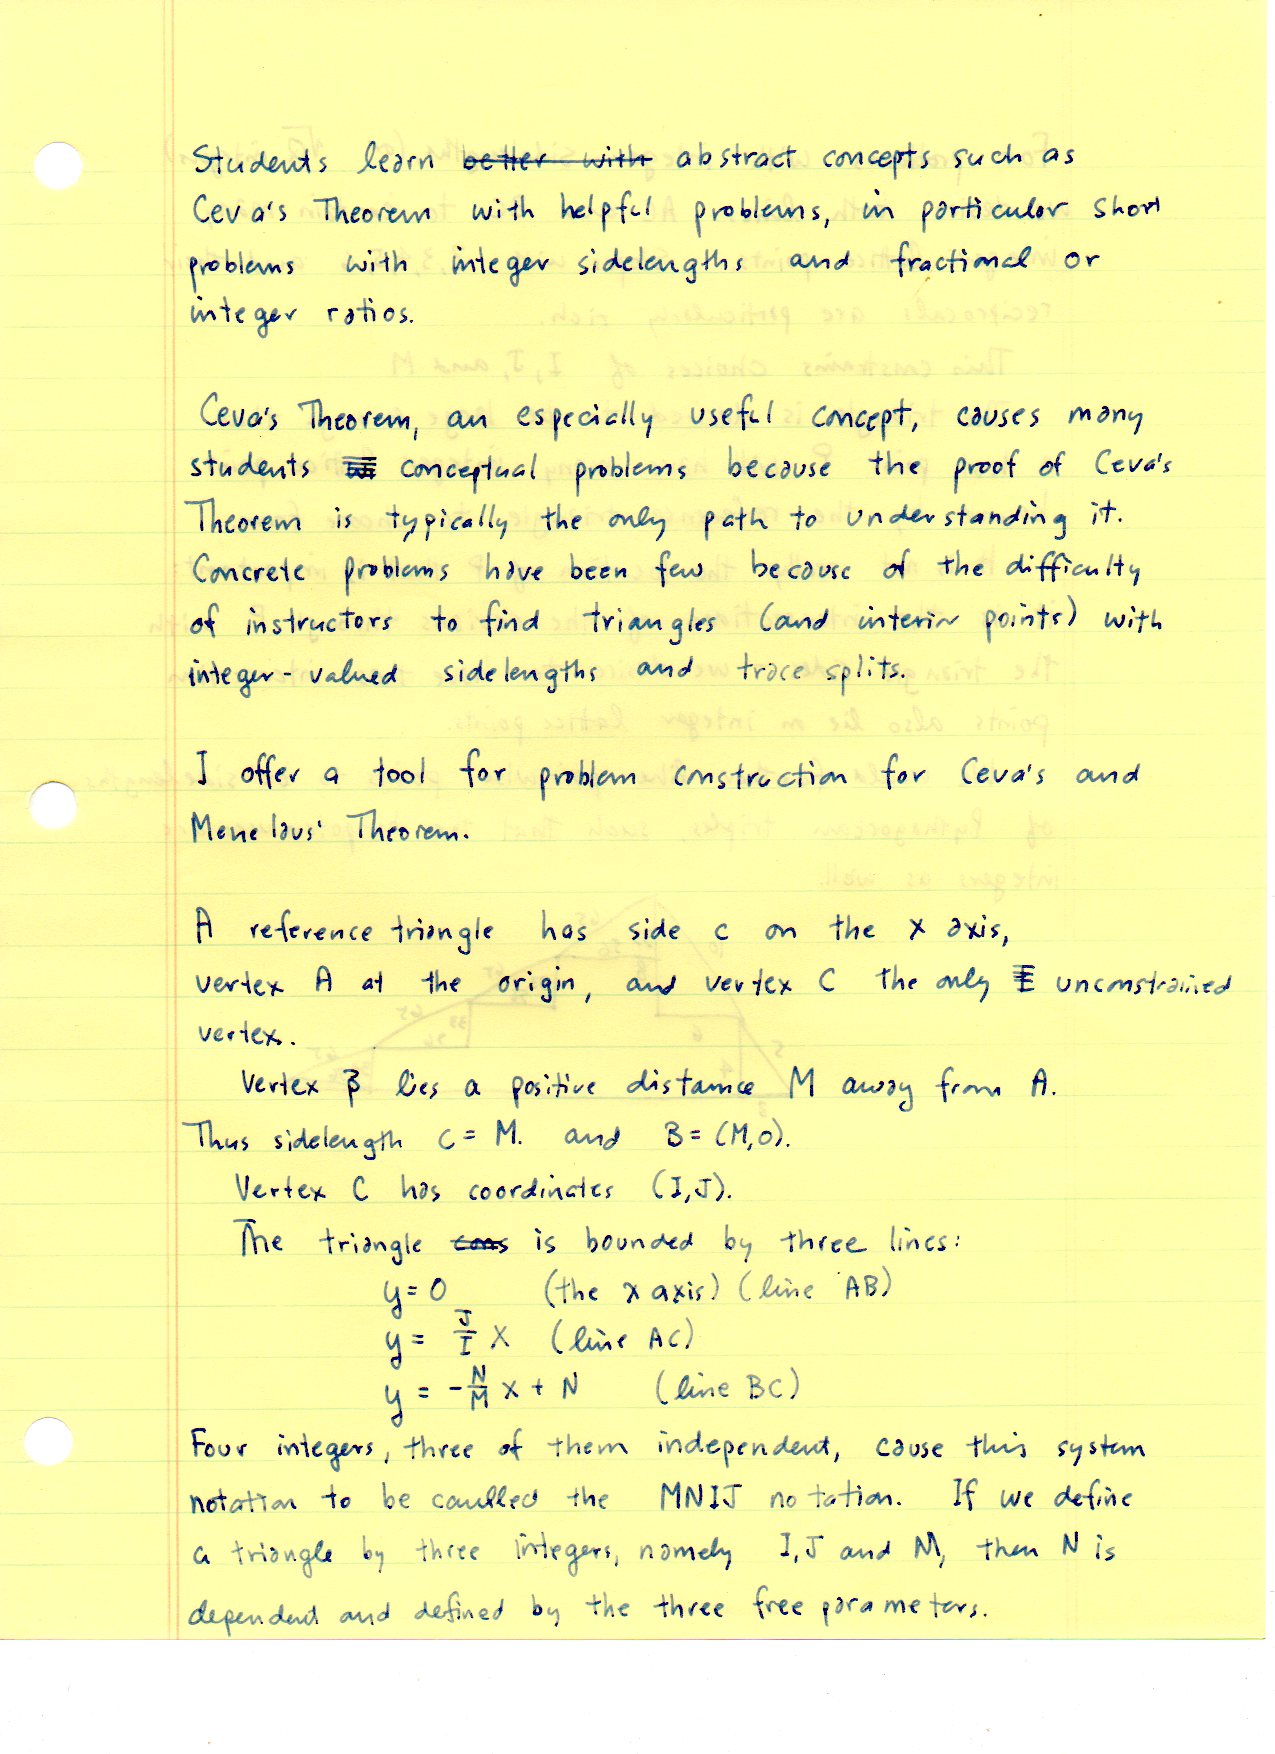 Students learn better with abstract concepts such as
Ceva's Theorem with helpful problems, in particular short
problems with integer sidelengths and fractional or
integer ratios.
Ceva's Theorem, an especially useful concept, causes many
students conceptual problems because the proof of Ceva's
Theorem is typically the only path to understanding it.
Concrete problems have been few because of the difficulty
of instructors to find triangles (and interior points) with
integer-valued sidelengths and trace splits.
I offer a tool for problem construction for Ceva's and
Menelaus' Theorem.
A reference triangle has side c on the x axis,
vertex A at the origin, and vertex C the only unconstrained
vertex.
Vertex B lies a positive distance M away from A.
Thus sidelength c = M. and B = (M,0).
Vertex C has coordinates (I,J).
The triangle cons is bounded by three lines:
y = 0 (the x axis) (line AB)
y = J/I x (line AC)
y = -N/M x + N (line BC)
Four integers, three of them independent, cause this system
notation to be caulled the MNIJ notation. If we define
a triangle by three integers, namely I, J and M, then N is
dependent and defined by the three free parameters.